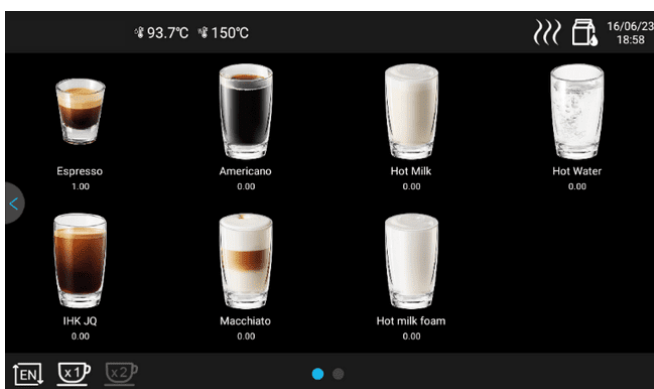 93.7℃ 150℃
16/06/23
18:58
Espresso
1.00
Americano
0.00
Hot Milk
0.00
Hot Water
0.00
IHK JQ
0.00
Macchiato
0.00
Hot milk foam
0.00
EN x1 x2